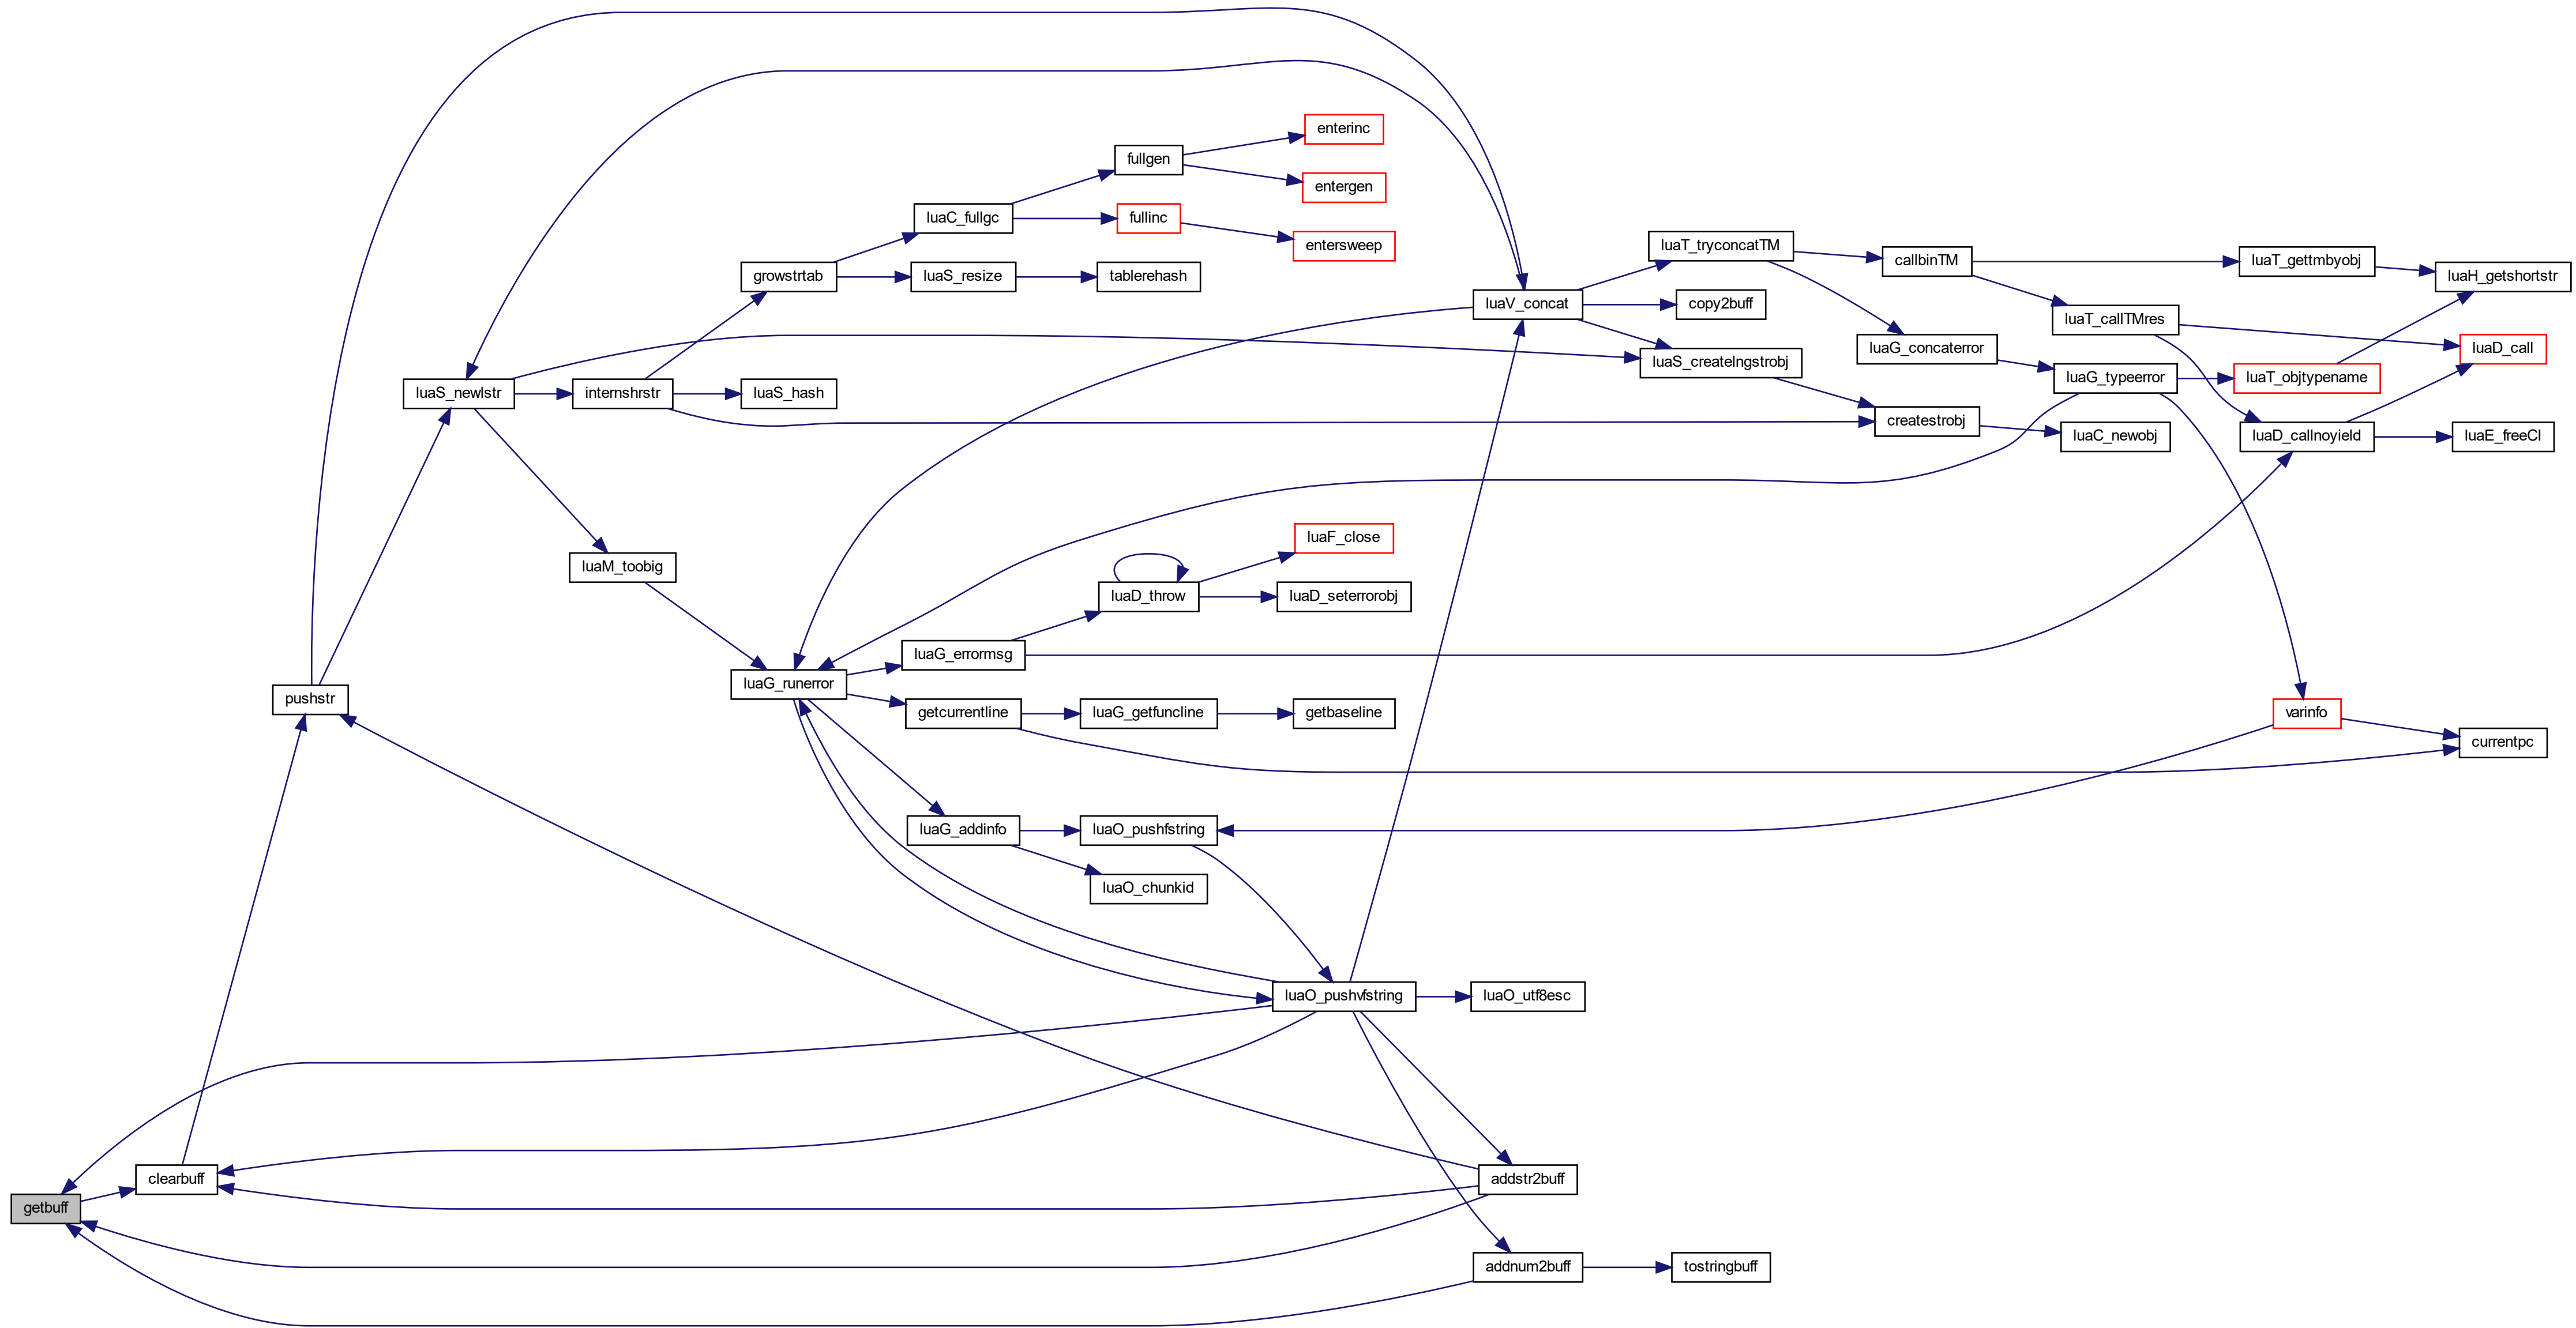 enterinc
fullgen
entergen
luaC_fullgc
fullinc
entersweep
luaT_tryconcatTM
callbinTM
luaT_gettmbyobj
luaH_getshortstr
growstrtab
luaS_resize
tablerehash
luaV_concat
copy2buff
luaT_callTMres
luaG_concaterror
luaD_call
luaS_createlngstrobj
luaG_typeerror
luaT_objtypename
luaS_newlstr
internshrstr
luaS_hash
createstrobj
luaC_newobj
luaD_callnoyield
luaE_freeCI
luaF_close
luaM_toobig
luaD_throw
luaD_seterrorobj
luaG_errormsg
luaG_runerror
pushstr
getcurrentline
luaG_getfuncline
getbaseline
varinfo
currentpc
luaG_addinfo
luaO_pushfstring
luaO_chunkid
luaO_pushvfstring
luaO_utf8esc
clearbuff
addstr2buff
getbuff
addnum2buff
tostringbuff